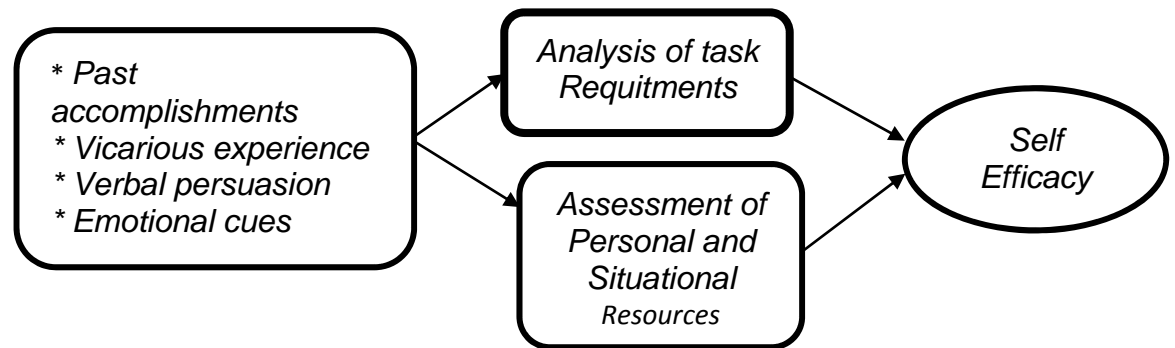 * Past
accomplishments
* Vicarious experience
* Verbal persuasion
* Emotional cues
Analysis of task
Requitments
Assessment of
Personal and
Situational
Resources
Self
Efficacy